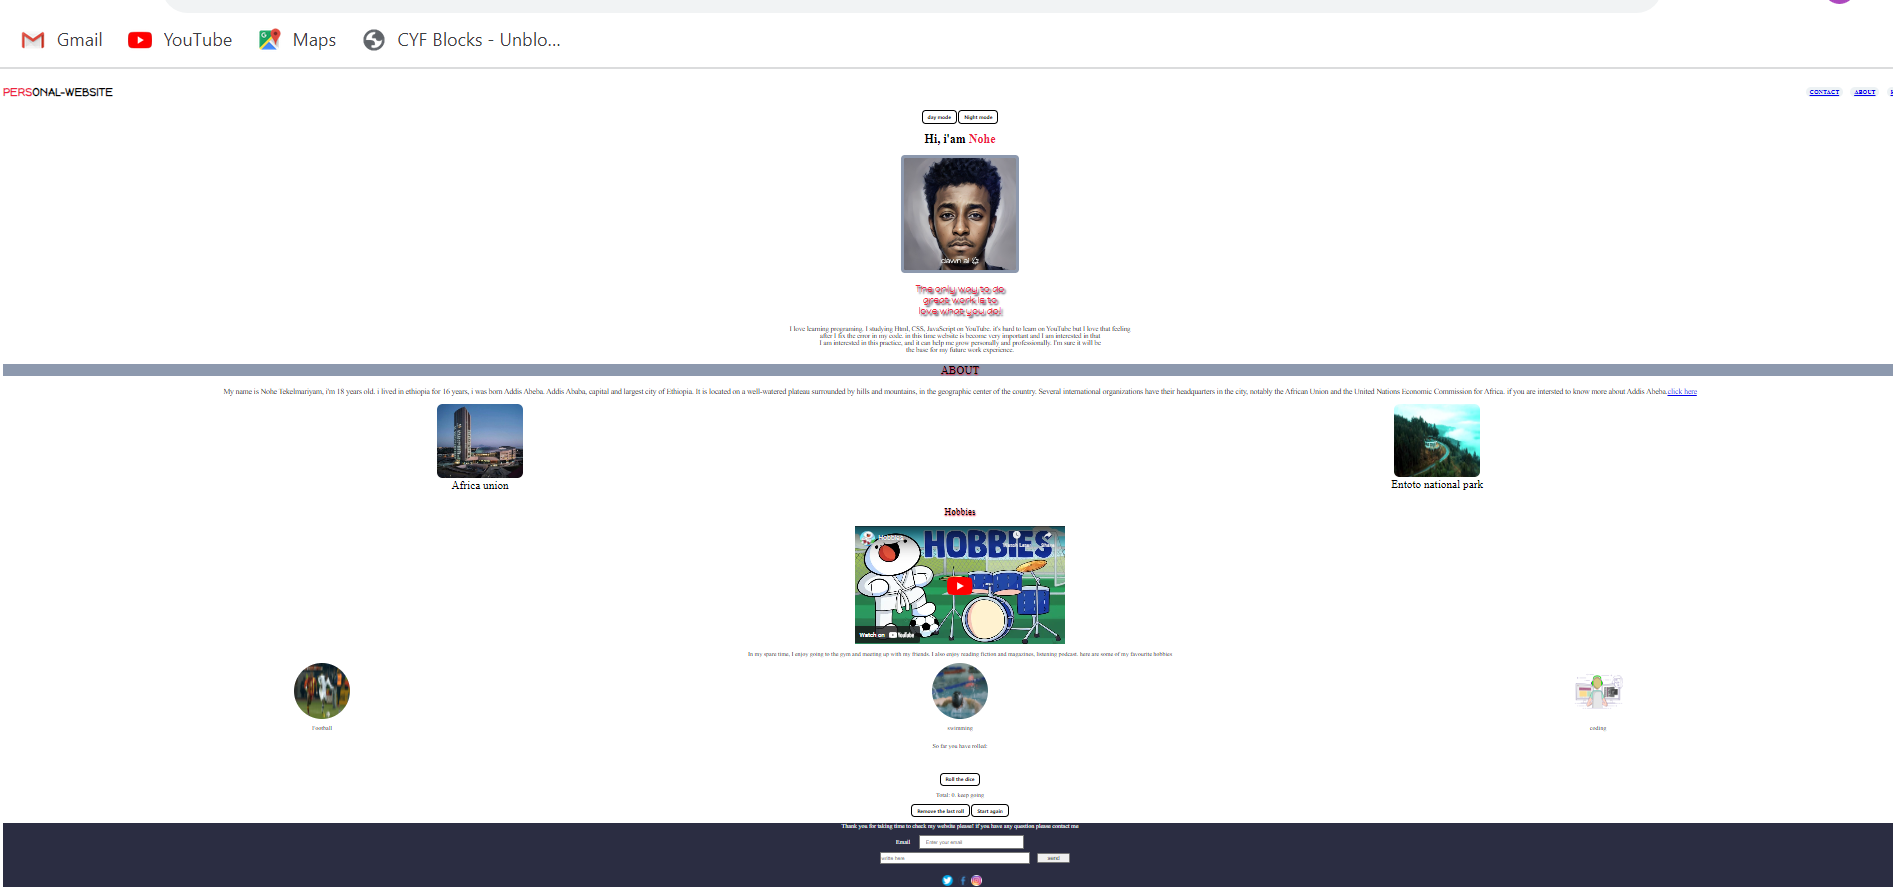 Gmail YouTube Maps CYF Blocks - Unblo...
PERSONAL-WEBSITE
CONTACT ABOUT
day mode Night mode
Hi, i'am Nohe
dawn ai
The only way to do
great work is to
love what you do!
I love learning programing. I studying Html, CSS, JavaScript on YouTube. it's hard to learn on YouTube but I love that feeling
after I fix the error in my code. in this time website is become very important and I am interested in that
I am interested in this practice, and it can help me grow personally and professionally. I'm sure it will be
the base for my future work experience.
ABOUT
My name is Nohe Tekelmariyam, i'm 18 years old. i lived in ethiopia for 16 years, i was born Addis Abeba. Addis Ababa, capital and largest city of Ethiopia. It is located on a well-watered plateau surrounded by hills and mountains, in the geographic center of the country. Several international organizations have their headquarters in the city, notably the African Union and the United Nations Economic Commission for Africa. if you are intersted to know more about Addis Abeba.click here
Africa union
Entoto national park
Hobbies
Hobbies
Watch Later Share
HOBBIES
Watch on YouTube
In my spare time, I enjoy going to the gym and meeting up with my friends. I also enjoy reading fiction and magazines, listening podcast. here are some of my favourite hobbies
Football
swimming
coding
So far you have rolled:
Roll the dice
Total: 0. keep going
Remove the last roll Start again
Thank you for taking time to check my website please! if you have any question please contact me
Email Enter your email
write here send